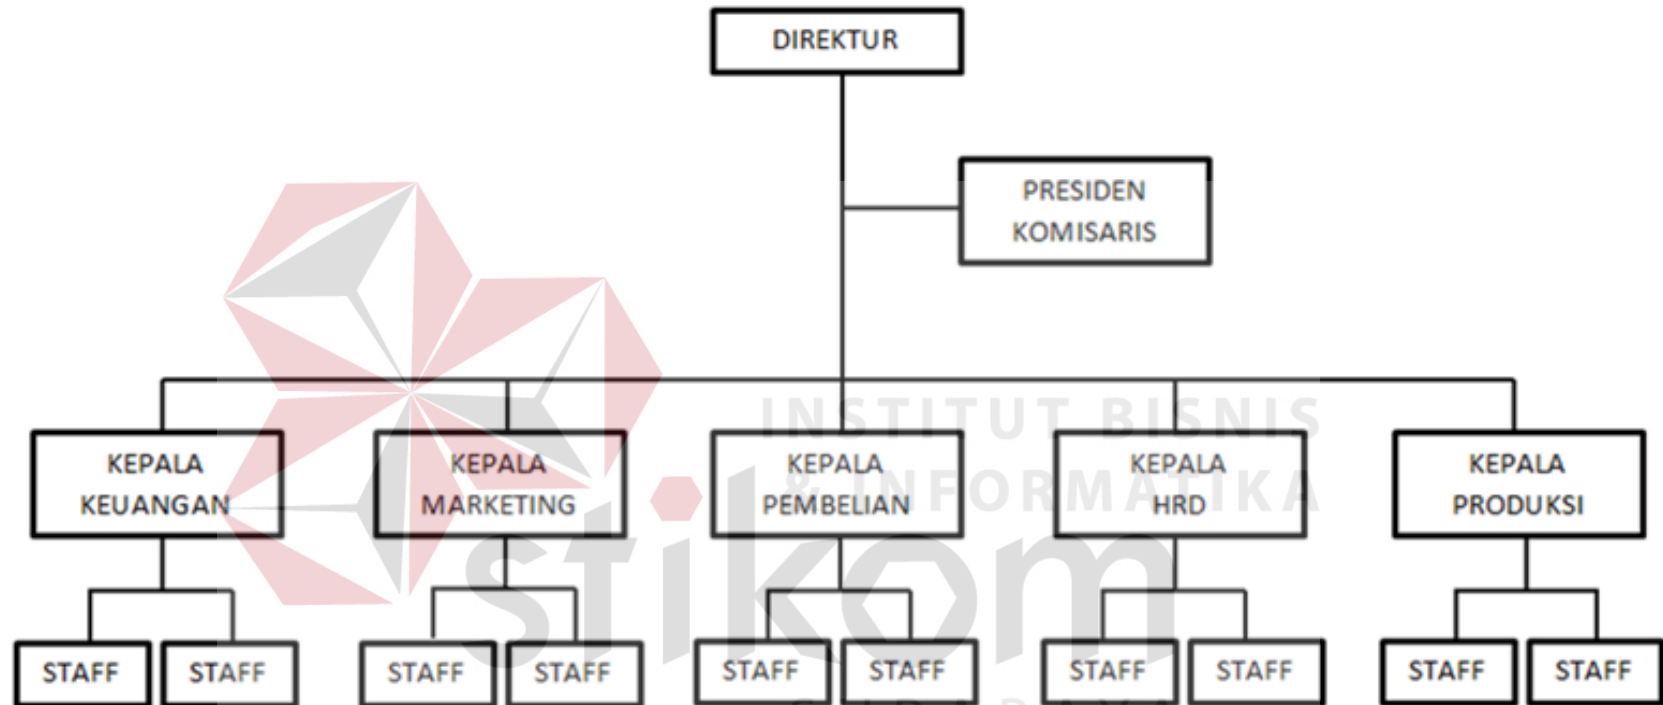 DIREKTUR
PRESIDEN
KOMISARIS
INSTITUT BISNIS
& INFORMATIKA
stikom
SURABAYA
KEPALA
KEUANGAN
KEPALA
MARKETING
KEPALA
PEMBELIAN
KEPALA
HRD
KEPALA
PRODUKSI
STAFF
STAFF
STAFF
STAFF
STAFF
STAFF
STAFF
STAFF
STAFF
STAFF